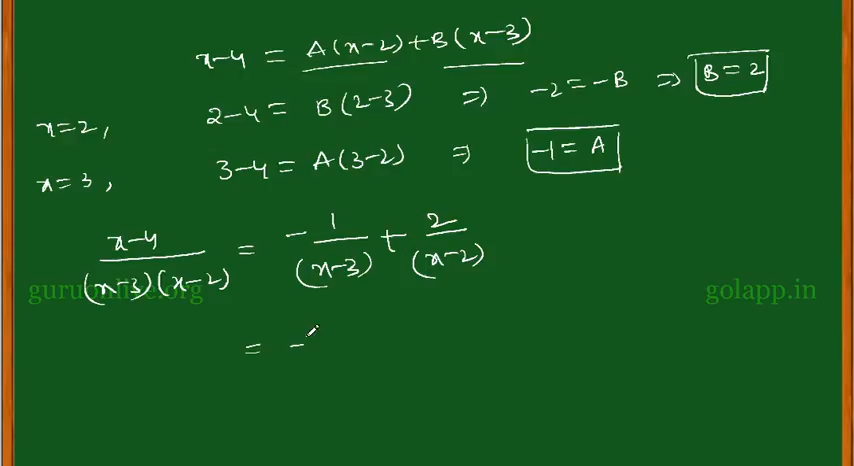 x-4 = A(x-2)+B(x-3)
x=2, 2-4 = B(2-3) ⇒ -2=-B ⇒ B=2
x=3, 3-4 = A(3-2) ⇒ -1 = A
x-4/(x-3)(x-2) = -1/(x-3) + 2/(x-2)
guruonlive.org golapp.in
= -